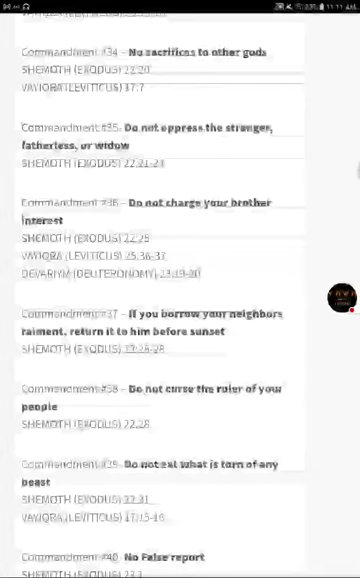 11:11 AM
Commandment #34 - No sacrifices to other gods
SHEMOTH (EXODUS) 22:20
VAYIQRA (LEVITICUS) 17:7
Commandment #35- Do not oppress the stranger,
fatherless, or widow
SHEMOTH (EXODUS) 22:21-24
Commandment #36 - Do not charge your brother
interest
SHEMOTH (EXODUS) 22:25
VAYIQRA (LEVITICUS) 25:36-37
DEVARIYM (DEUTERONOMY) 23:19-20
Commandment #37 - If you borrow your neighbors
raiment, return it to him before sunset
SHEMOTH (EXODUS) 22:26-28
Commandment #38 - Do not curse the ruler of your
people
SHEMOTH (EXODUS) 22:28
Commandment #39- Do not eat what is torn of any
beast
SHEMOTH (EXODUS) 22:31
VAYIQRA (LEVITICUS) 17:15-16
Commandment #40 - No False report
SHEMOTH (EXODUS) 23:1